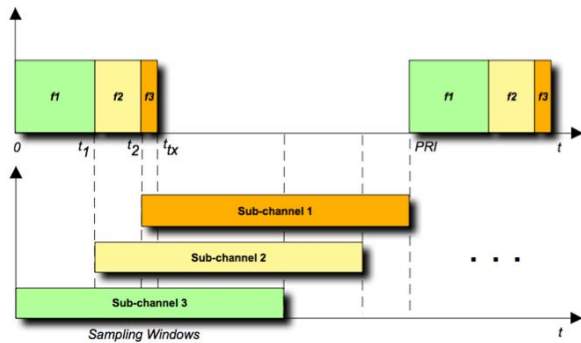 f1 f2 f3 f1 f2 f3
0 t1 t2 ttx PRI t
Sub-channel 1
Sub-channel 2
. . .
Sub-channel 3
Sampling Windows t